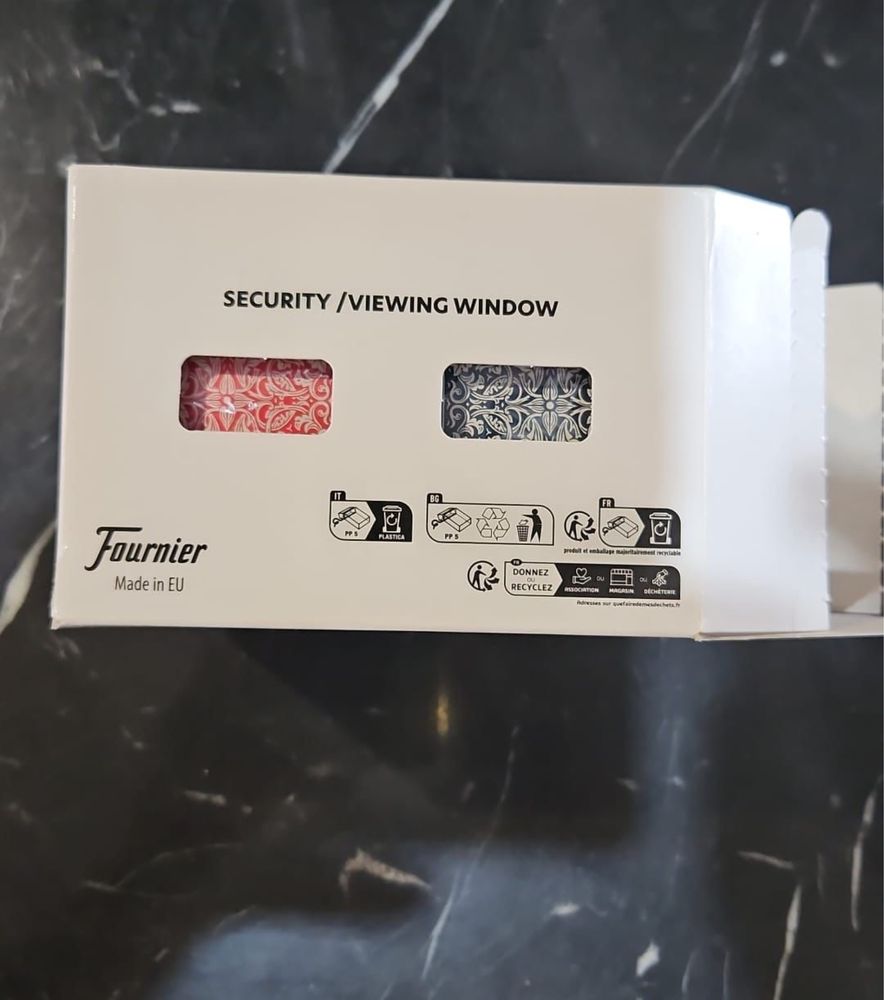 SECURITY /VIEWING WINDOW
IT
PP 5
PLASTICA
BG
PP 5
FR
produit et emballage majoritairement recyclable
Fournier
Made in EU
FR
DONNEZ
OU
RECYCLEZ
ASSOCIATION
OU
MAGASIN
OU
DÉCHÈTERIE
Adresses sur quefairedemesdechets.fr